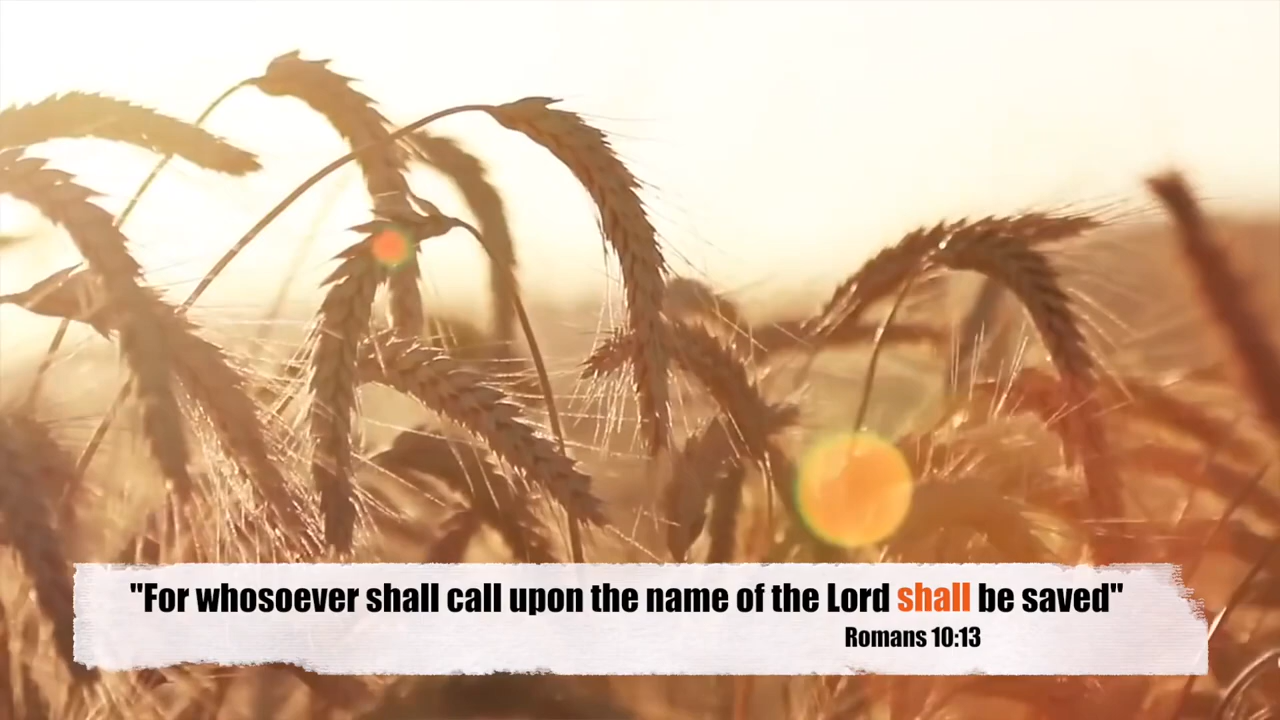 "For whosoever shall call upon the name of the Lord shall be saved"
Romans 10:13